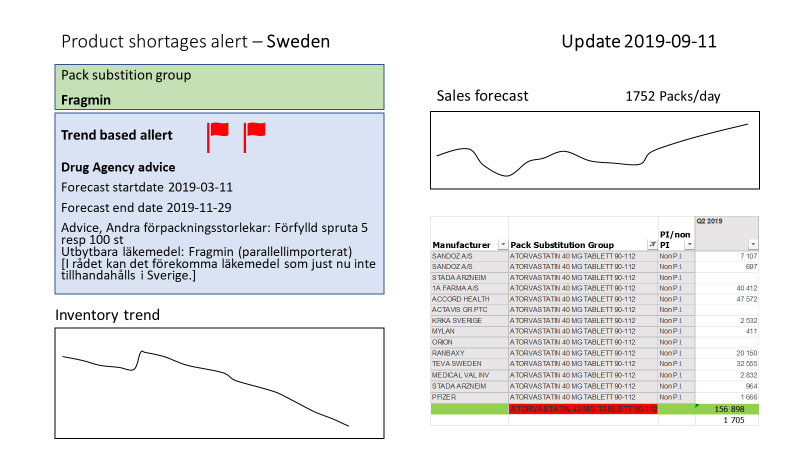 Product shortages alert – Sweden
Update 2019-09-11
Pack substition group
Fragmin
Trend based allert
Drug Agency advice
Forecast startdate 2019-03-11
Forecast end date 2019-11-29
Advice, Andra förpackningsstorlekar: Förfylld spruta 5
resp 100 st
Utbytbara läkemedel: Fragmin (parallellimporterat)
[I rådet kan det förekomma läkemedel som just nu inte
tillhandahålls i Sverige.]
Inventory trend
Sales forecast 1752 Packs/day
Q2 2019
PI/non
Manufacturer Pack Substitution Group PI
SANDOZ A/S ATORVASTATIN 40 MG TABLETT 90-112 Non P.I. 7 107
SANDOZ A/S ATORVASTATIN 40 MG TABLETT 90-112 Non P.I. 697
STADA ARZNEIM ATORVASTATIN 40 MG TABLETT 90-112 Non P.I.
1A FARMA A/S ATORVASTATIN 40 MG TABLETT 90-112 Non P.I. 40 412
ACCORD HEALTH ATORVASTATIN 40 MG TABLETT 90-112 Non P.I. 47 572
ACTAVIS GR PTC ATORVASTATIN 40 MG TABLETT 90-112 Non P.I.
KRKA SVERIGE ATORVASTATIN 40 MG TABLETT 90-112 Non P.I. 2 532
MYLAN ATORVASTATIN 40 MG TABLETT 90-112 Non P.I. 411
ORION ATORVASTATIN 40 MG TABLETT 90-112 Non P.I.
RANBAXY ATORVASTATIN 40 MG TABLETT 90-112 Non P.I. 20 150
TEVA SWEDEN ATORVASTATIN 40 MG TABLETT 90-112 Non P.I. 32 555
MEDICAL VAL INV ATORVASTATIN 40 MG TABLETT 90-112 Non P.I. 2 832
STADA ARZNEIM ATORVASTATIN 40 MG TABLETT 90-112 Non P.I. 964
PFIZER ATORVASTATIN 40 MG TABLETT 90-112 Non P.I. 1 666
ATORVASTATIN 40 MG TABLETT 90-112 156 898
1 705